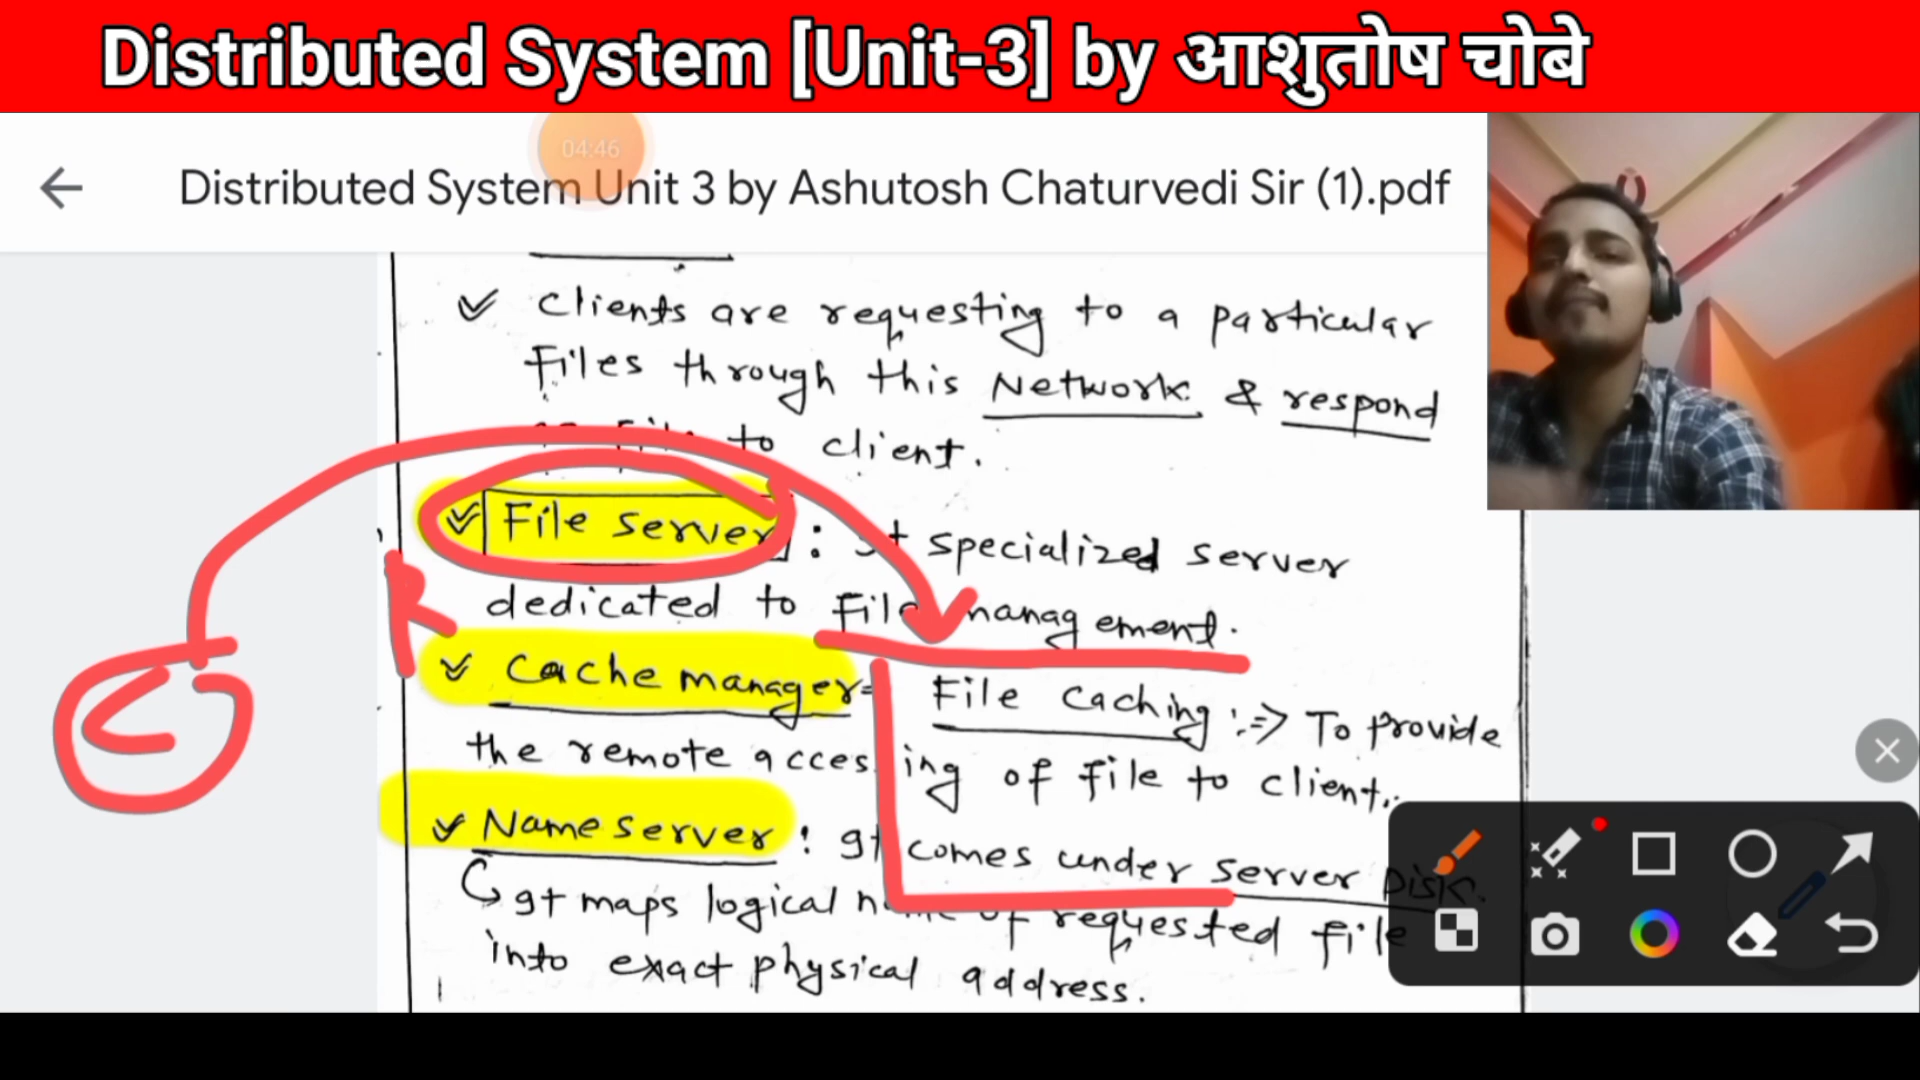 Distributed System [Unit-3] by आशुतोष चोबे
04:46
Distributed System Unit 3 by Ashutosh Chaturvedi Sir (1).pdf
Clients are requesting to a particular
Files through this Network & respond
to client.
File server : It specialized server
dedicated to File management.
Cache manager= File Caching :=> To provide
the remote accessing of file to client.
Name server : It comes under server Disk.
It maps logical name of requested file
into exact physical address.